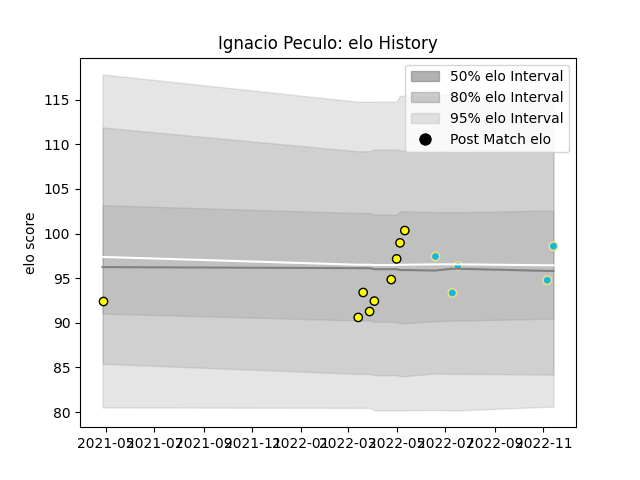 Ignacio Peculo: elo History
50% elo Interval
80% elo Interval
95% elo Interval
Post Match elo
elo score
115
110
105
100
95
90
85
80
2021-05 2021-07 2021-09 2021-11 2022-01 2022-03 2022-05 2022-07 2022-09 2022-11